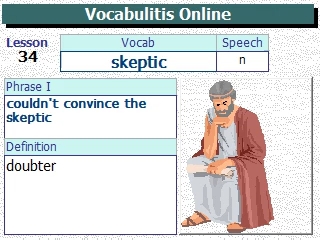 Vocabulitis Online
Lesson
34
Vocab
Speech
skeptic
n
Phrase I
couldn't convince the
skeptic
Definition
doubter